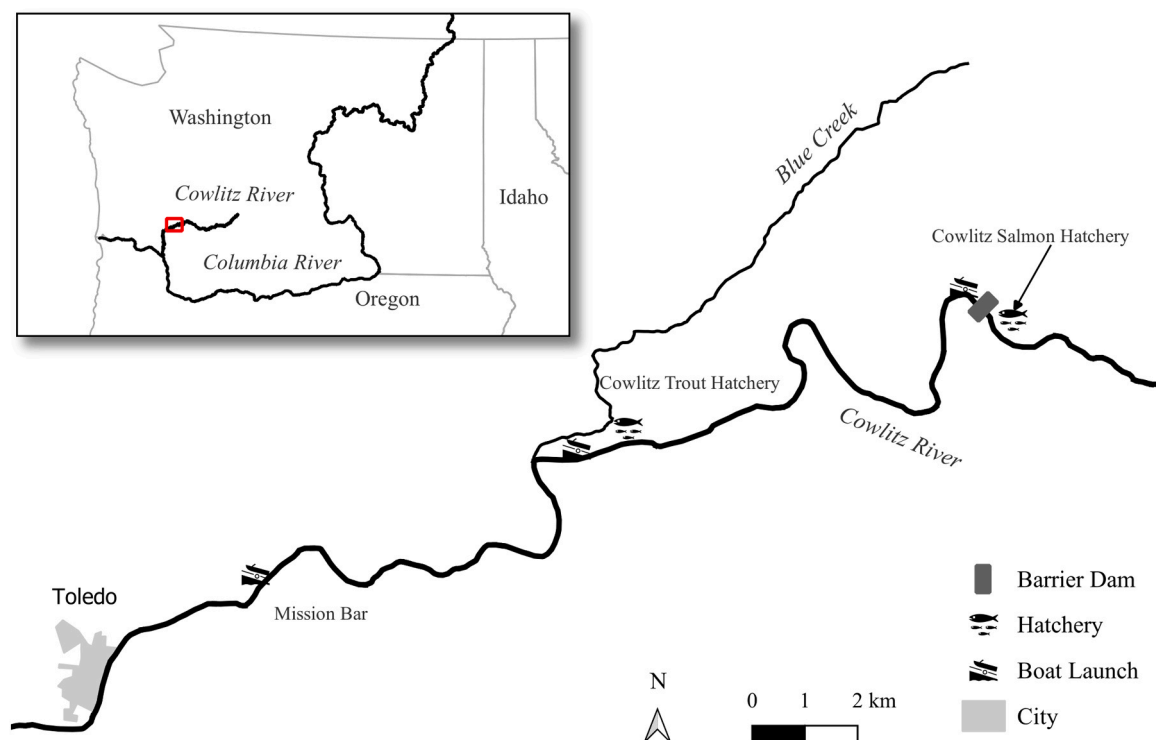 Washington
Cowlitz River
Idaho
Columbia River
Oregon
Blue Creek
Cowlitz Salmon Hatchery
Cowlitz Trout Hatchery
Cowlitz River
Toledo
Mission Bar
Barrier Dam
Hatchery
Boat Launch
City
N
0 1 2 km